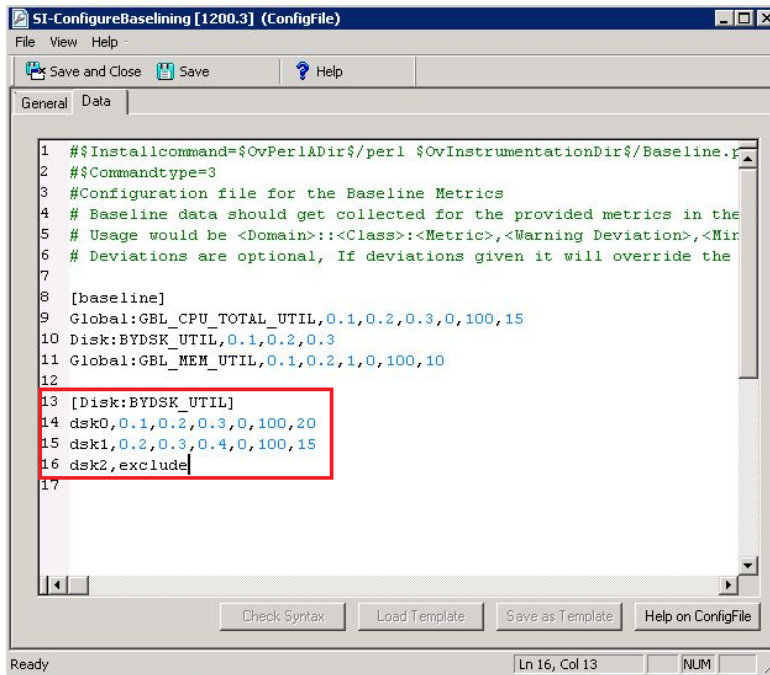 SI-ConfigureBaselining [1200.3] (ConfigFile)
File View Help
Save and Close Save Help
General Data
1 #$Installcommand=$OvPerlADir$/perl $OvInstrumentationDir$/Baseline.p
2 #$Commandtype=3
3 #Configuration file for the Baseline Metrics
4 # Baseline data should get collected for the provided metrics in the
5 # Usage would be <Domain>::<Class>:<Metric>,<Warning Deviation>,<Min
6 # Deviations are optional, If deviations given it will override the
7
8 [baseline]
9 Global:GBL_CPU_TOTAL_UTIL,0.1,0.2,0.3,0,100,15
10 Disk:BYDSK_UTIL,0.1,0.2,0.3
11 Global:GBL_MEM_UTIL,0.1,0.2,1,0,100,10
12
13 [Disk:BYDSK_UTIL]
14 dsk0,0.1,0.2,0.3,0,100,20
15 dsk1,0.2,0.3,0.4,0,100,15
16 dsk2,exclude
17
Check Syntax Load Template Save as Template Help on ConfigFile
Ready Ln 16, Col 13 NUM